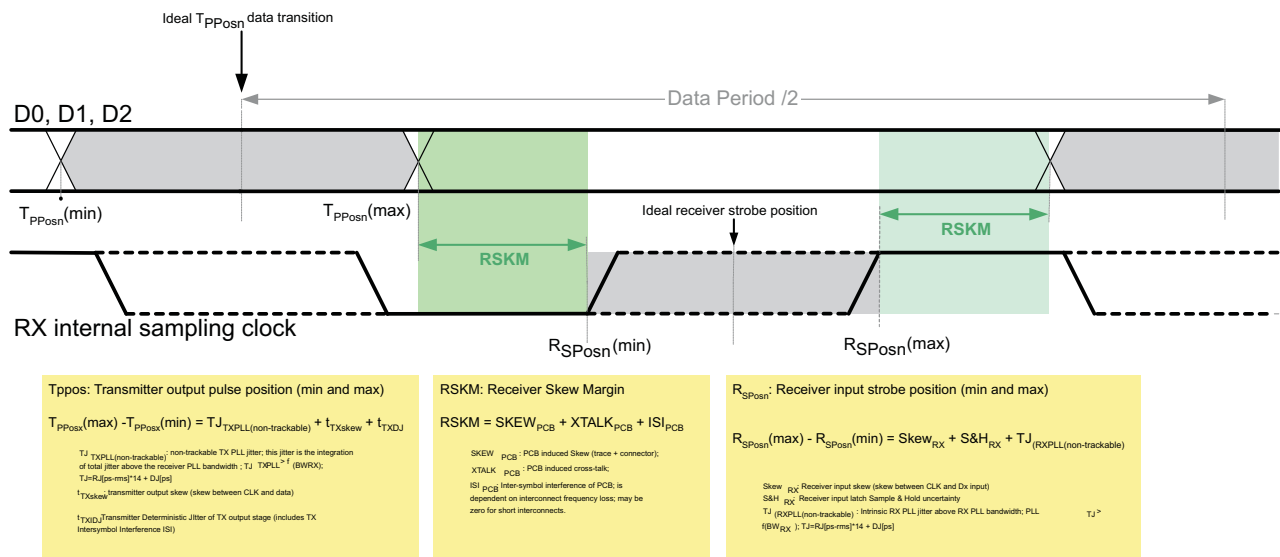 Ideal TPPosn data transition
Data Period /2
D0, D1, D2
TPPosn(min)
TPPosn(max)
Ideal receiver strobe position
RSKM
RSKM
RX internal sampling clock
RSPosn(min)
RSPosn(max)
Tppos: Transmitter output pulse position (min and max)
TPPosx(max) -TPPosx(min) = TJTXPLL(non-trackable) + tTXskew + tTXDJ
TJ TXPLL(non-trackable): non-trackable TX PLL jitter; this jitter is the integration
of total jitter above the receiver PLL bandwidth ; TJ TXPLL> f (BWRX);
TJ=RJ[ps-rms]*14 + DJ[ps]
tTXskew: transmitter output skew (skew between CLK and data)
tTXIDJ Transmitter Deterministic JItter of TX output stage (includes TX
Intersymbol Interference ISI)
RSKM: Receiver Skew Margin
RSKM = SKEWPCB + XTALKPCB + ISIPCB
SKEW PCB : PCB induced Skew (trace + connector);
XTALK PCB : PCB induced cross-talk;
ISI PCB: Inter-symbol interference of PCB; is
dependent on interconnect frequency loss; may be
zero for short interconnects.
RSPosn: Receiver input strobe position (min and max)
RSPosn(max) - RSPosn(min) = SkewRX + S&HRX + TJ(RXPLL(non-trackable)
Skew RX: Receiver input skew (skew between CLK and Dx input)
S&H RX: Receiver input latch Sample & Hold uncertainty
TJ (RXPLL(non-trackable) : Intrinsic RX PLL jitter above RX PLL bandwidth; PLL TJ >
f(BWRX ); TJ=RJ[ps-rms]*14 + DJ[ps]